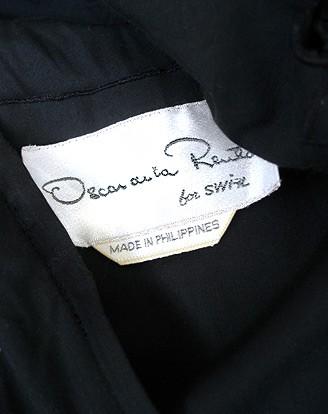 Oscar de la Renta
for SWIRL
MADE IN PHILIPPINES